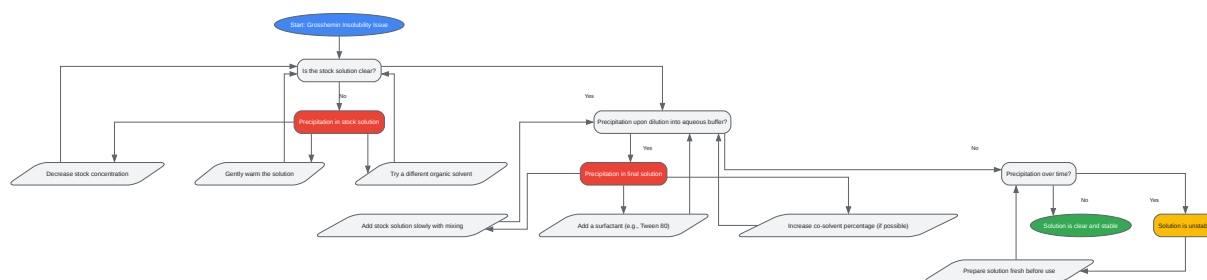 Start: Grosshemin Insolubility Issue
Is the stock solution clear?
No
Yes
Precipitation in stock solution
Precipitation upon dilution into aqueous buffer?
Yes
No
Decrease stock concentration
Gently warm the solution
Try a different organic solvent
Precipitation in final solution
Precipitation over time?
No
Yes
Add stock solution slowly with mixing
Add a surfactant (e.g., Tween 80)
Increase co-solvent percentage (if possible)
Solution is clear and stable
Solution is unstab
Prepare solution fresh before use